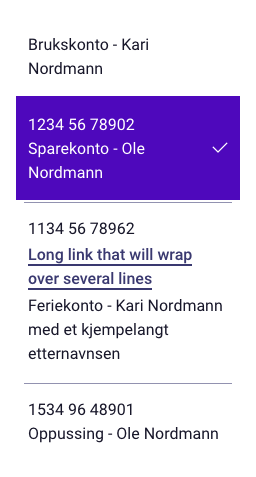 Brukskonto - Kari
Nordmann
1234 56 78902
Sparekonto - Ole
Nordmann
1134 56 78962
Long link that will wrap
over several lines
Feriekonto - Kari Nordmann
med et kjempelangt
etternavnsen
1534 96 48901
Oppussing - Ole Nordmann